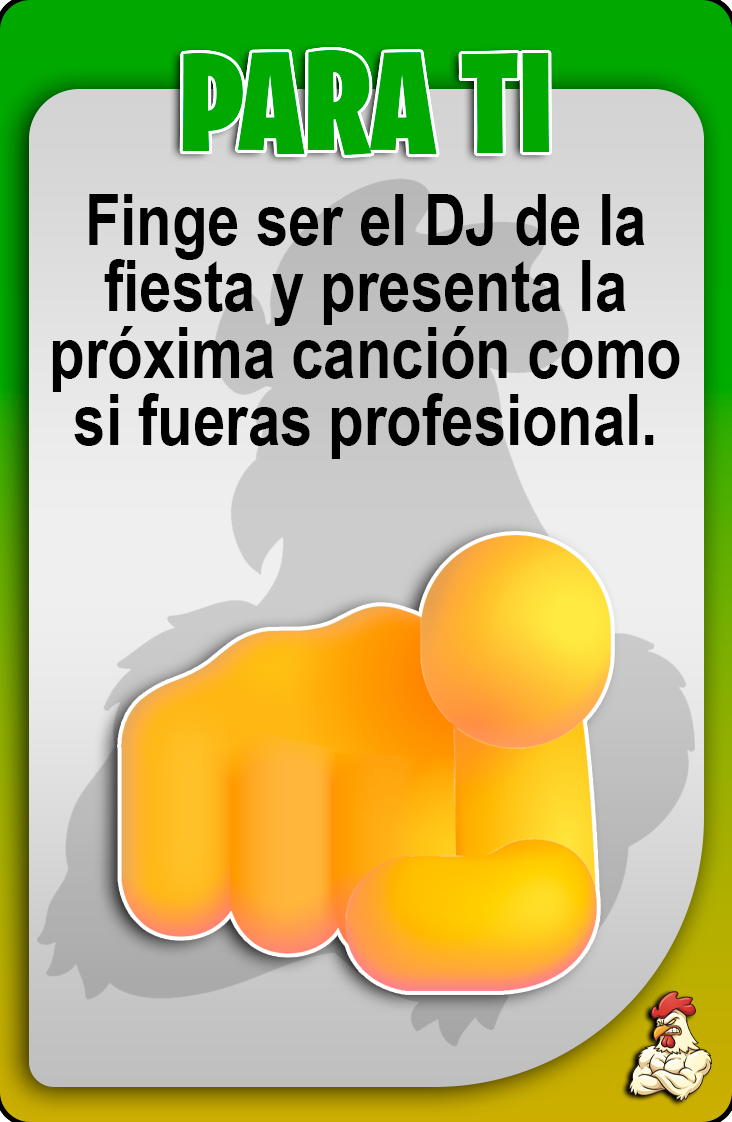 PARA TI
Finge ser el DJ de la
fiesta y presenta la
próxima canción como
si fueras profesional.